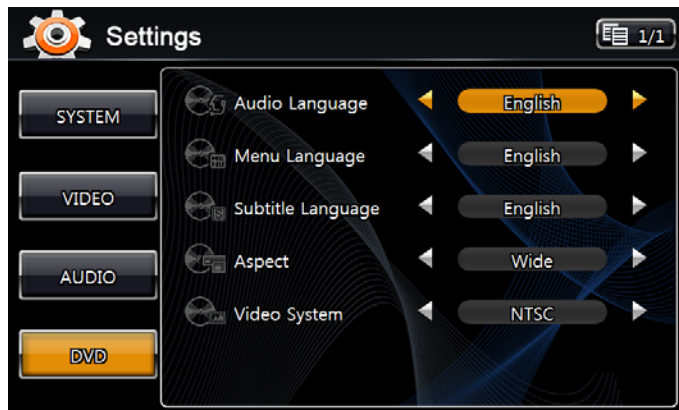 Settings
1/1
SYSTEM
VIDEO
AUDIO
DVD
Audio Language English
Menu Language English
Subtitle Language English
Aspect Wide
Video System NTSC